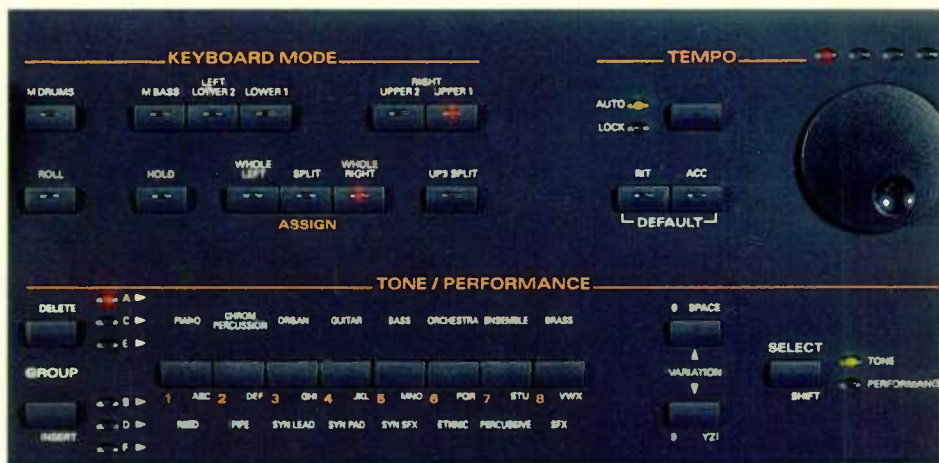 KEYBOARD MODE
TEMPO
M DRUMS
M BASS
LEFT
LOWER 2 LOWER 1
RIGHT
UPPER 2 UPPER 1
AUTO
LOCK
ROLL
HOLD
WHOLE
LEFT
SPLIT
WHOLE
RIGHT
UP3 SPLIT
RIT ACC
ASSIGN
DEFAULT
TONE / PERFORMANCE
DELETE
A
C
E
PIANO
CHROM
PERCUSSION
ORGAN
GUITAR
BASS
ORCHESTRA
ENSEMBLE
BRASS
0 SPACE
SELECT
TONE
GROUP
VARIATION
PERFORMANCE
SHIFT
1 ABC 2 DEF 3 GHI 4 JKL 5 MNO 6 PQR 7 STU 8 VWX
B
D
F
INSERT
REED
PIPE
SYN LEAD
SYN PAD
SYN SFX
ETHNIC
PERCUSSIVE
SFX
9 YZ!